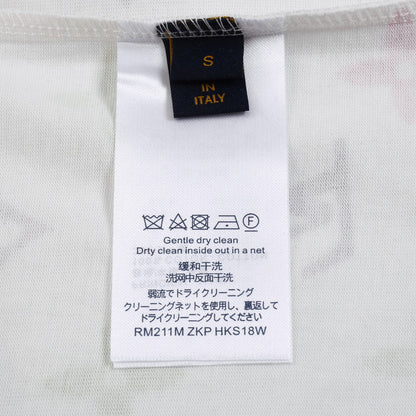 S
IN
ITALY
F
Gentle dry clean
Drty clean inside out in a net
缓和干洗
洗网中反面干洗
弱流でドライクリーニング
クリーニングネットを使用し、裏返して
ドライクリーニングしてください
RM211M ZKP HKS18W